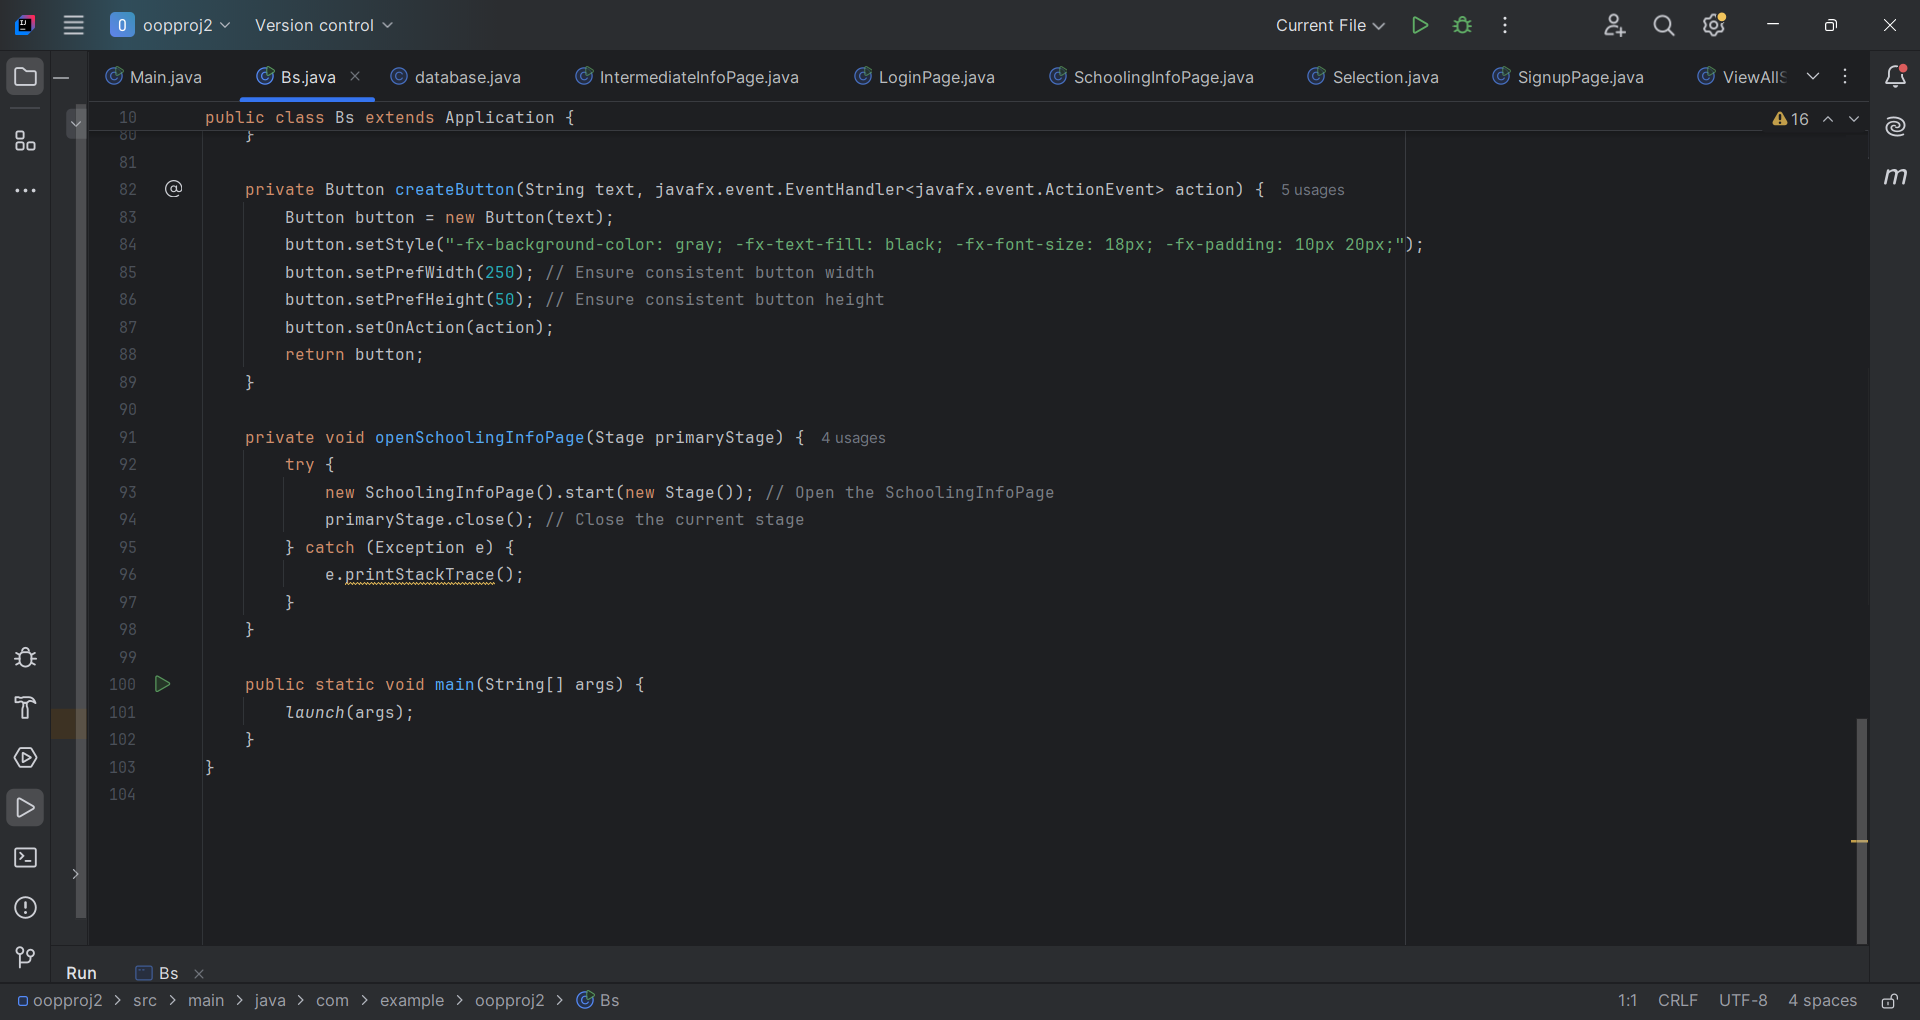 oopproj2 Version control Current File
Main.java Bs.java database.java IntermediateInfoPage.java LoginPage.java SchoolingInfoPage.java Selection.java SignupPage.java ViewAllS
10 public class Bs extends Application { 16
80 }
81
82 @ private Button createButton(String text, javafx.event.EventHandler<javafx.event.ActionEvent> action) { 5 usages
83 Button button = new Button(text);
84 button.setStyle("-fx-background-color: gray; -fx-text-fill: black; -fx-font-size: 18px; -fx-padding: 10px 20px;");
85 button.setPrefWidth(250); // Ensure consistent button width
86 button.setPrefHeight(50); // Ensure consistent button height
87 button.setOnAction(action);
88 return button;
89 }
90
91 private void openSchoolingInfoPage(Stage primaryStage) { 4 usages
92 try {
93 new SchoolingInfoPage().start(new Stage()); // Open the SchoolingInfoPage
94 primaryStage.close(); // Close the current stage
95 } catch (Exception e) {
96 e.printStackTrace();
97 }
98 }
99
100 public static void main(String[] args) {
101 launch(args);
102 }
103 }
104
Run Bs
oopproj2 > src > main > java > com > example > oopproj2 > Bs 1:1 CRLF UTF-8 4 spaces